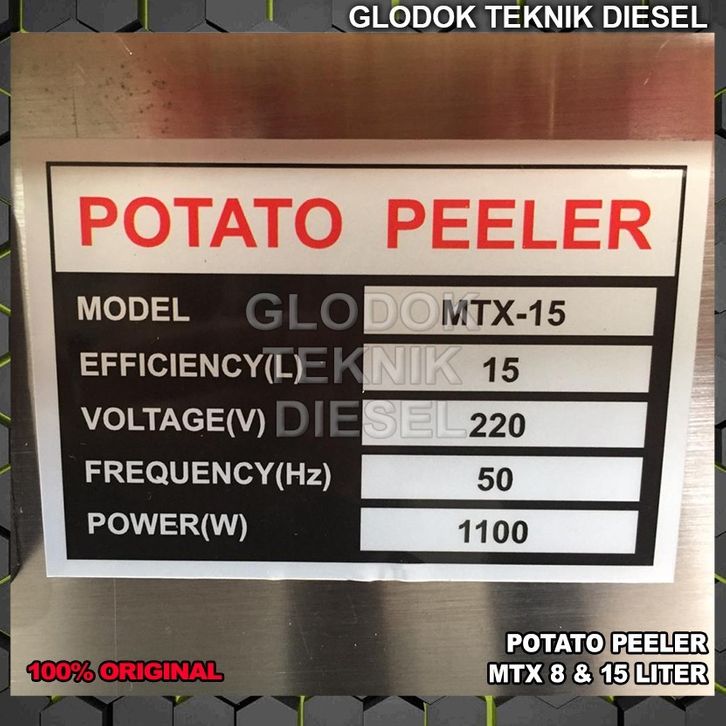 GLODOK TEKNIK DIESEL
POTATO PEELER
MODEL MTX-15
EFFICIENCY(L) 15
VOLTAGE(V) 220
FREQUENCY(Hz) 50
POWER(W) 1100
GLODOK
TEKNIK
DIESEL
100% ORIGINAL
POTATO PEELER
MTX 8 & 15 LITER